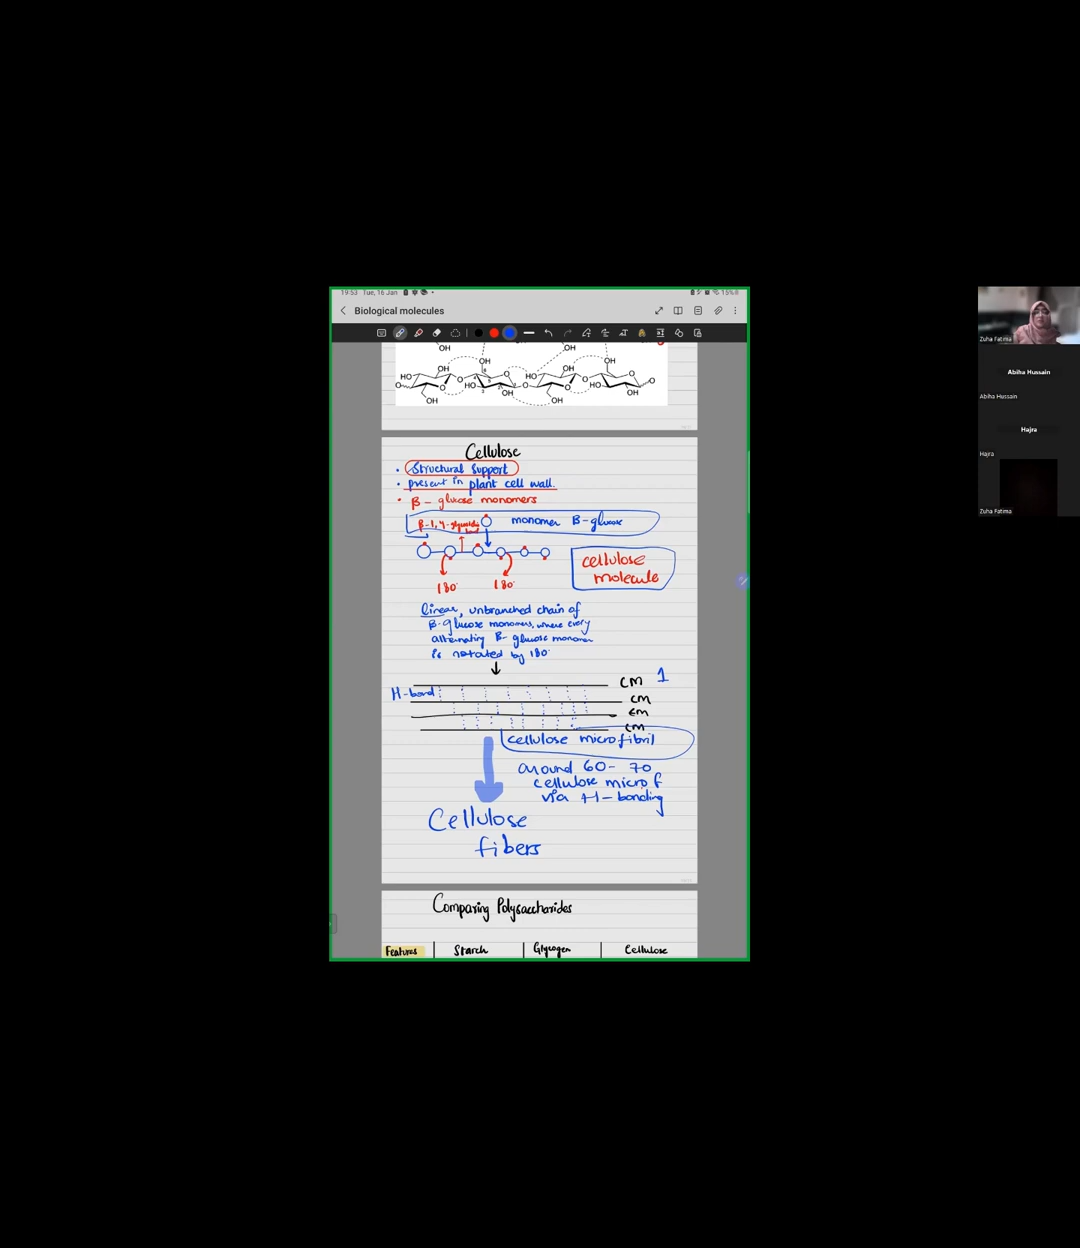 19:53 Tue, 16 Jan
15%
Biological molecules
OH OH OH OH
OH OH OH
HO O HO O
O HO OH HO O
OH OH OH
Cellulose
• Structural Support
• present in plant cell wall.
• β - glucose monomers
β-1,4-glycosidic bond
monomer β-glucose
180°
180°
cellulose
molecule
linear, unbranched chain of
β-glucose monomers, where every
alternating β- glucose monomer
is rotated by 180°
CM 1
H-bond
CM
CM
CM
cellulose microfibril
around 60- 70
cellulose micro f
via H-bonding
Cellulose
fibers
Comparing Polysaccharides
Features Starch Glycogen Cellulose
Zuha Fatima
Abiha Hussain
Abiha Hussain
Hajra
Hajra
Zuha Fatima